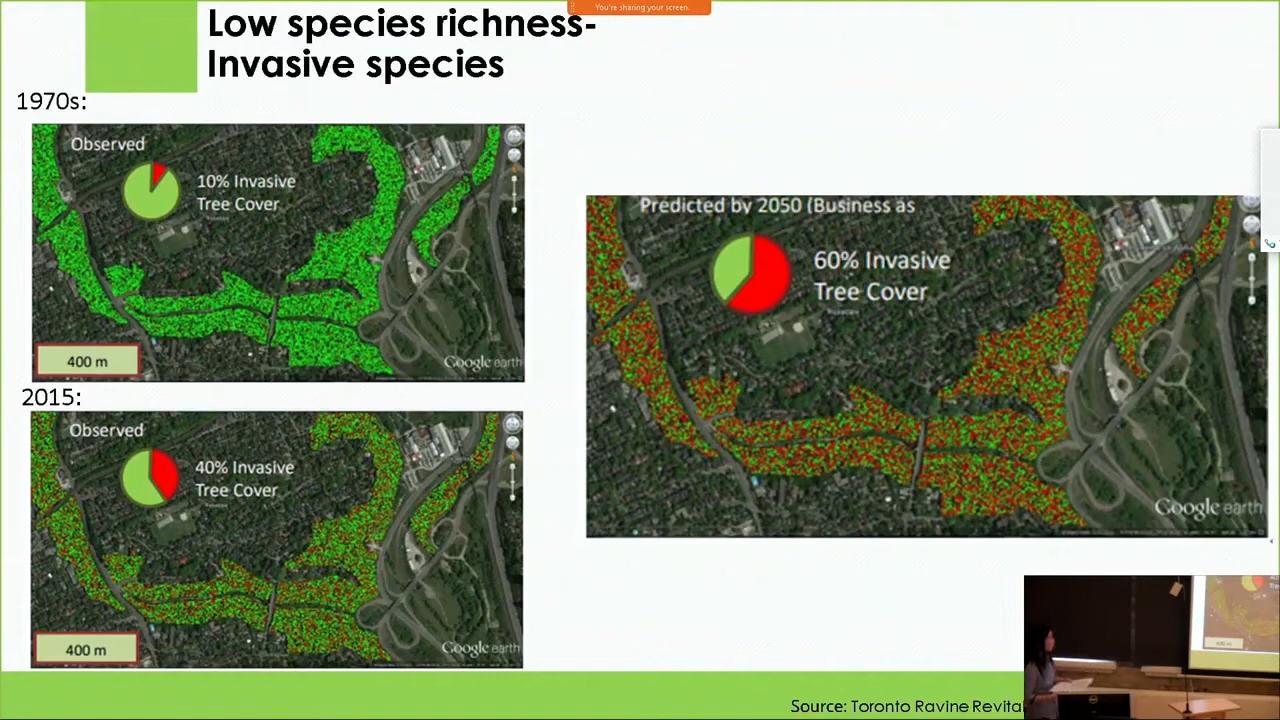 You're sharing your screen.
Low species richness-
Invasive species
1970s:
Observed
10% Invasive
Tree Cover
400 m
Google earth
2015:
Observed
40% Invasive
Tree Cover
400 m
Google earth
Predicted by 2050 (Business as
60% Invasive
Tree Cover
Google earth
Source: Toronto Ravine Revita
400 m